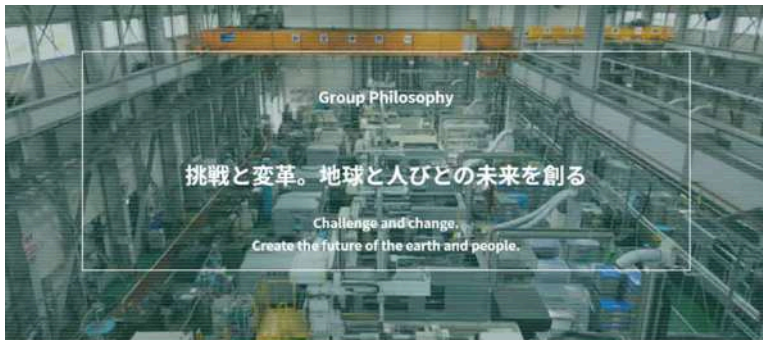 Group Philosophy
挑戦と変革。地球と人びとの未来を創る
Challenge and change.
Create the future of the earth and people.